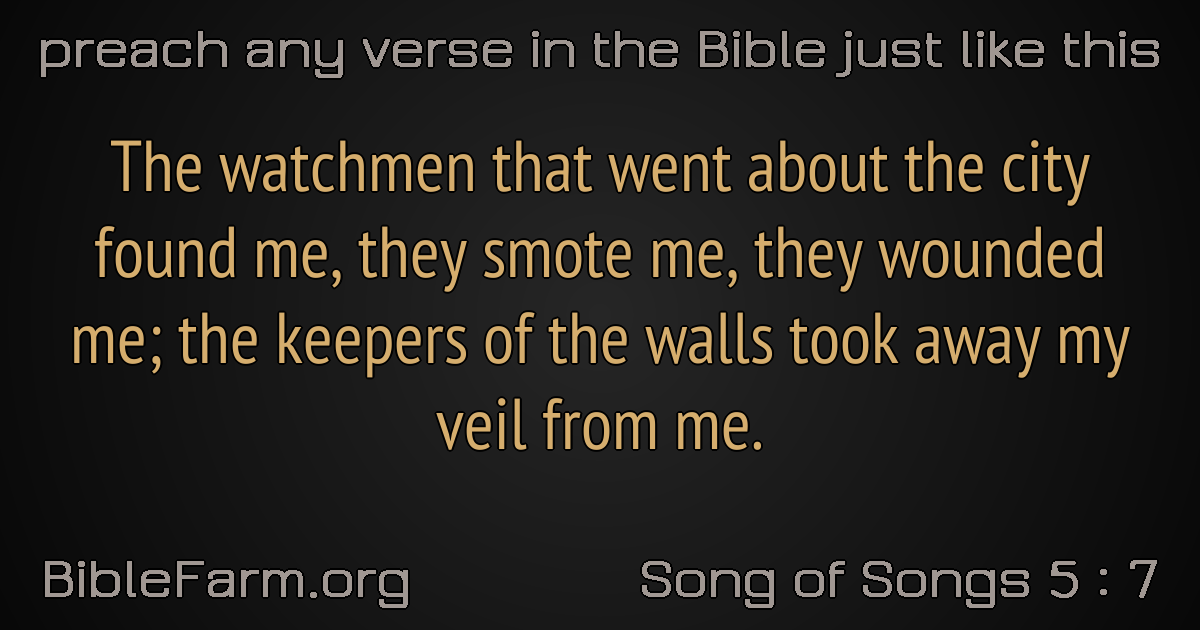 preach any verse in the Bible just like this
The watchmen that went about the city
found me, they smote me, they wounded
me; the keepers of the walls took away my
veil from me.
BibleFarm.org
Song of Songs 5 : 7